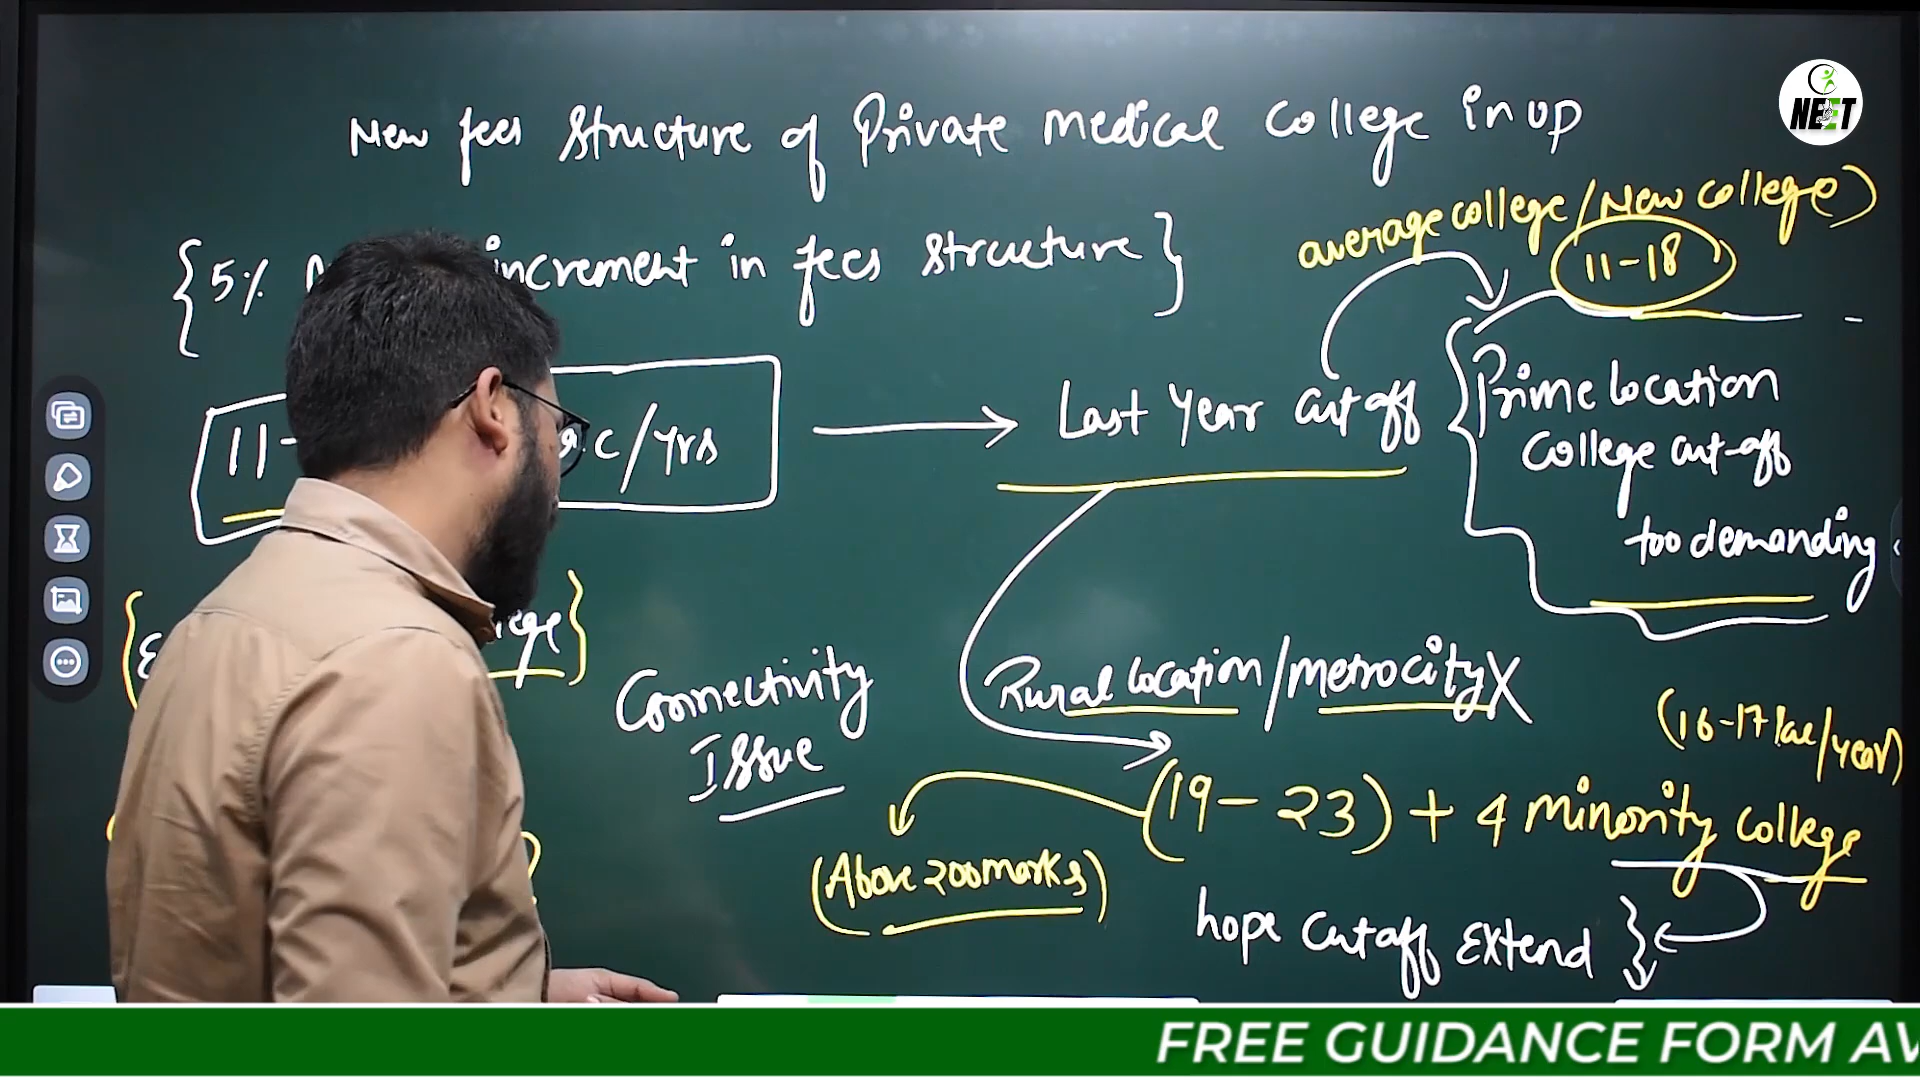 NEET
New fees structure of Private medical college in up
average college/New college)
{5% increment in fees structure}
11-18
11- c/yrs
Last Year cutoff
Prime location
College cut-off
too demanding
Connectivity
Issue
Rural location/metrocity X
(16-17 lac/year)
(19-23) + 4 minority college
(Above 200 marks)
hope cutoff Extend }
FREE GUIDANCE FORM AV